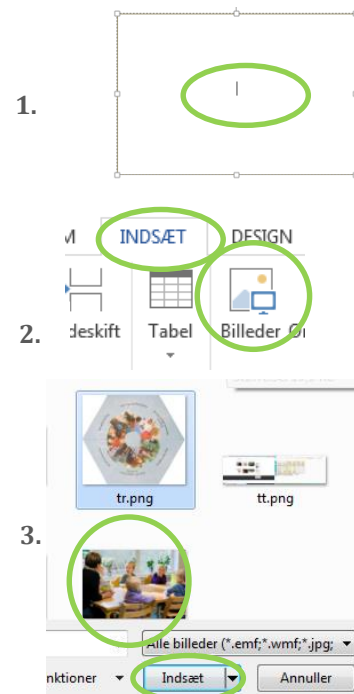 1.
INDSÆT DESIGN
2. deskift Tabel Billeder
tr.png tt.png
3.
Alle billeder (*.emf;*.wmf;*.jpg;
nktioner Indsæt Annuller